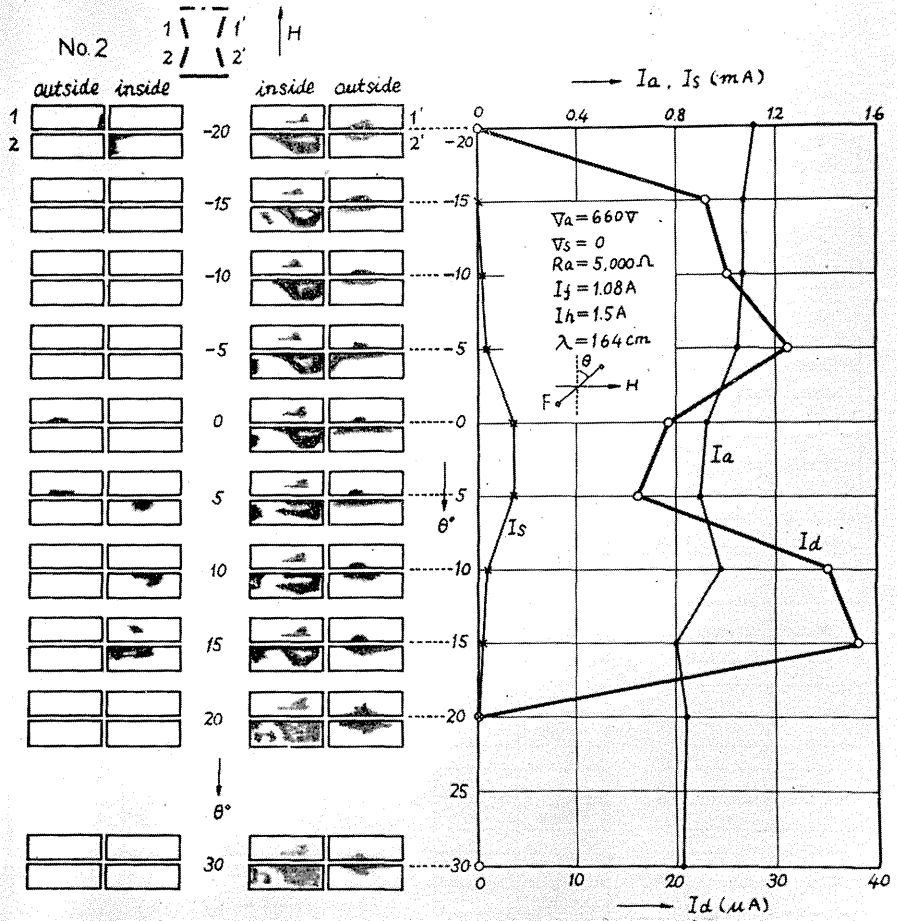 1 1'
No.2 2 2' H
outside inside inside outside
→ Ia , Is (mA)
0 0.4 0.8 1.2 1.6
1 2 -20 1' 2' -20
-15 -15
-10 -10
-5 -5
0 0
5 5
10 10
15 15
20 20
25
30 30
θ°
θ°
Va = 660V
Vs = 0
Ra = 5,000Ω
If = 1.08A
Ih = 1.5A
λ = 164 cm
θ
F H
Ia
Is
Id
0 10 20 30 40
→ Id (μA)